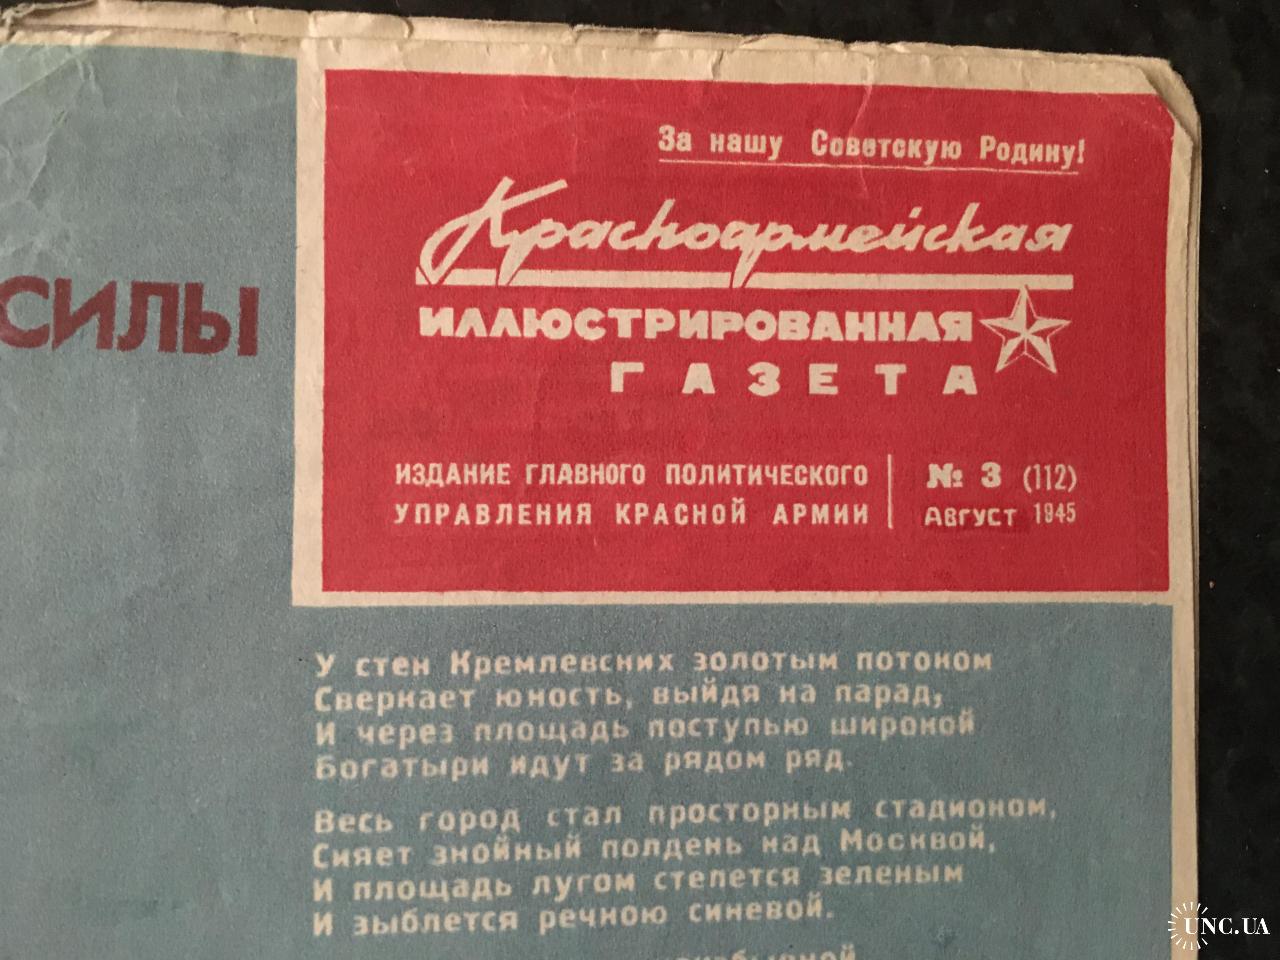 За нашу Советскую Родину!
Красноармейская
ИЛЛЮСТРИРОВАННАЯ
ГАЗЕТА
ИЗДАНИЕ ГЛАВНОГО ПОЛИТИЧЕСКОГО
УПРАВЛЕНИЯ КРАСНОЙ АРМИИ
№ 3 (112)
АВГУСТ 1945
СИЛЫ
У стен Кремлевских золотым потоком
Сверкает юность, выйдя на парад,
И через площадь поступью широкой
Богатыри идут за рядом ряд.
Весь город стал просторным стадионом,
Сияет знойный полдень над Москвой,
И площадь лугом степется зеленым
И зыблется речною синевой.
UNC.UA